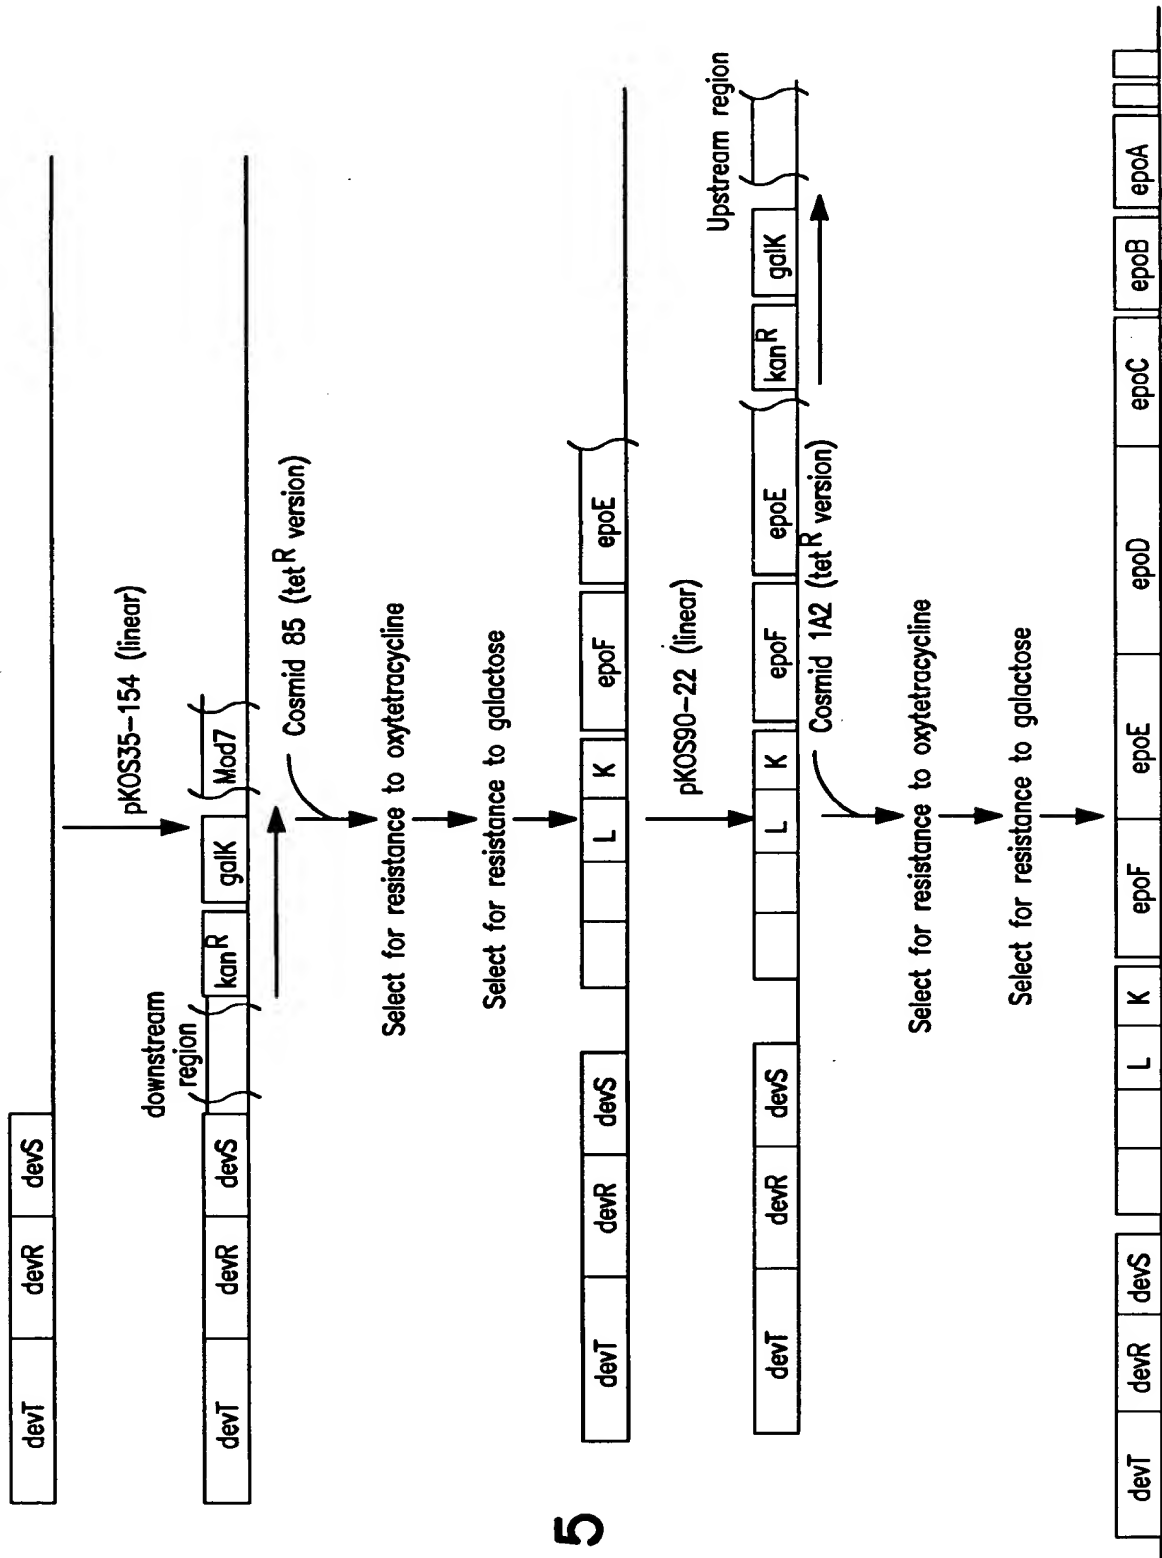 devT devR devS
pKOS35-154 (linear)
downstream
region
devT devR devS kanR galK Mod7
Cosmid 85 (tetR version)
Select for resistance to oxytetracycline
Select for resistance to galactose
devT devR devS L K epoF epoE
pKOS90-22 (linear)
Upstream region
devT devR devS L K epoF epoE kanR galK
Cosmid 1A2 (tetR version)
Select for resistance to oxytetracycline
Select for resistance to galactose
devT devR devS L K epoF epoE epoD epoC epoB epoA
5